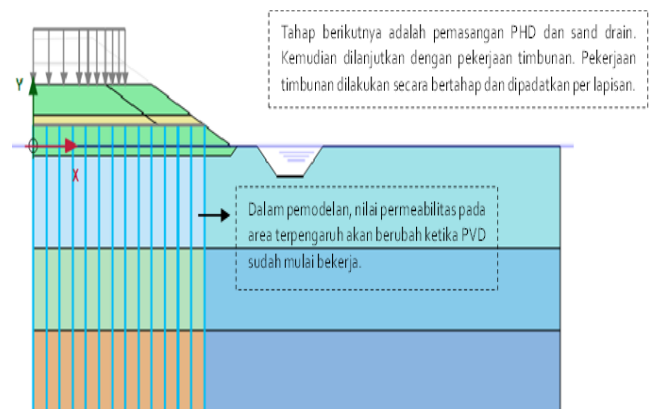 Tahap berikutnya adalah pemasangan PHD dan sand drain.
Kemudian dilanjutkan dengan pekerjaan timbunan. Pekerjaan
timbunan dilakukan secara bertahap dan dipadatkan per lapisan.
Y
X
Dalam pemodelan, nilai permeabilitas pada
area terpengaruh akan berubah ketika PVD
sudah mulai bekerja.